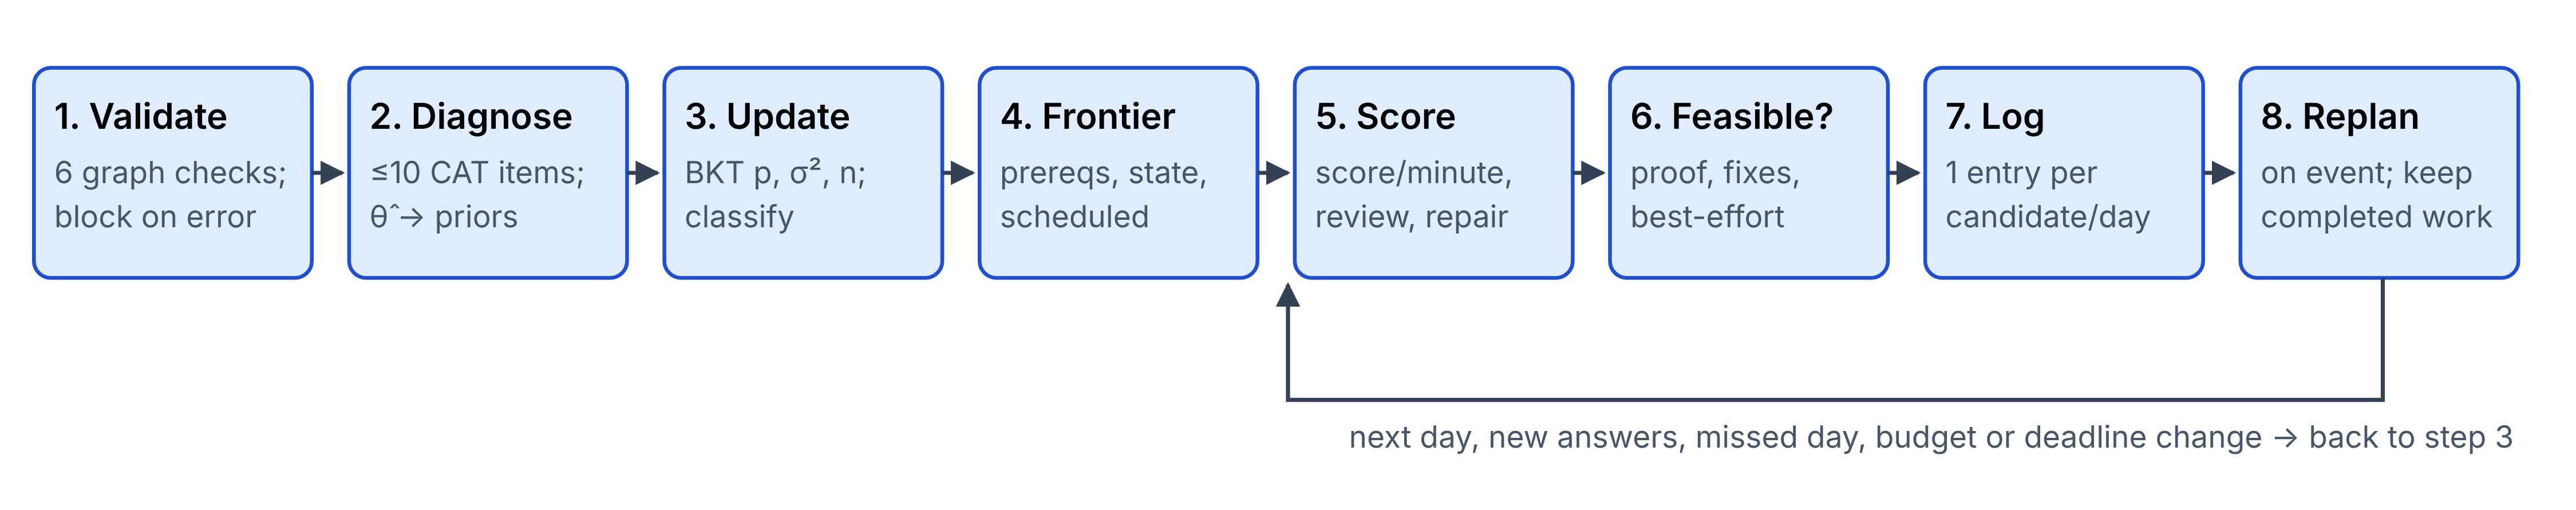 1. Validate
6 graph checks;
block on error
2. Diagnose
≤10 CAT items;
θ̂ → priors
3. Update
BKT p, σ², n;
classify
4. Frontier
prereqs, state,
scheduled
5. Score
score/minute,
review, repair
6. Feasible?
proof, fixes,
best-effort
7. Log
1 entry per
candidate/day
8. Replan
on event; keep
completed work
next day, new answers, missed day, budget or deadline change → back to step 3